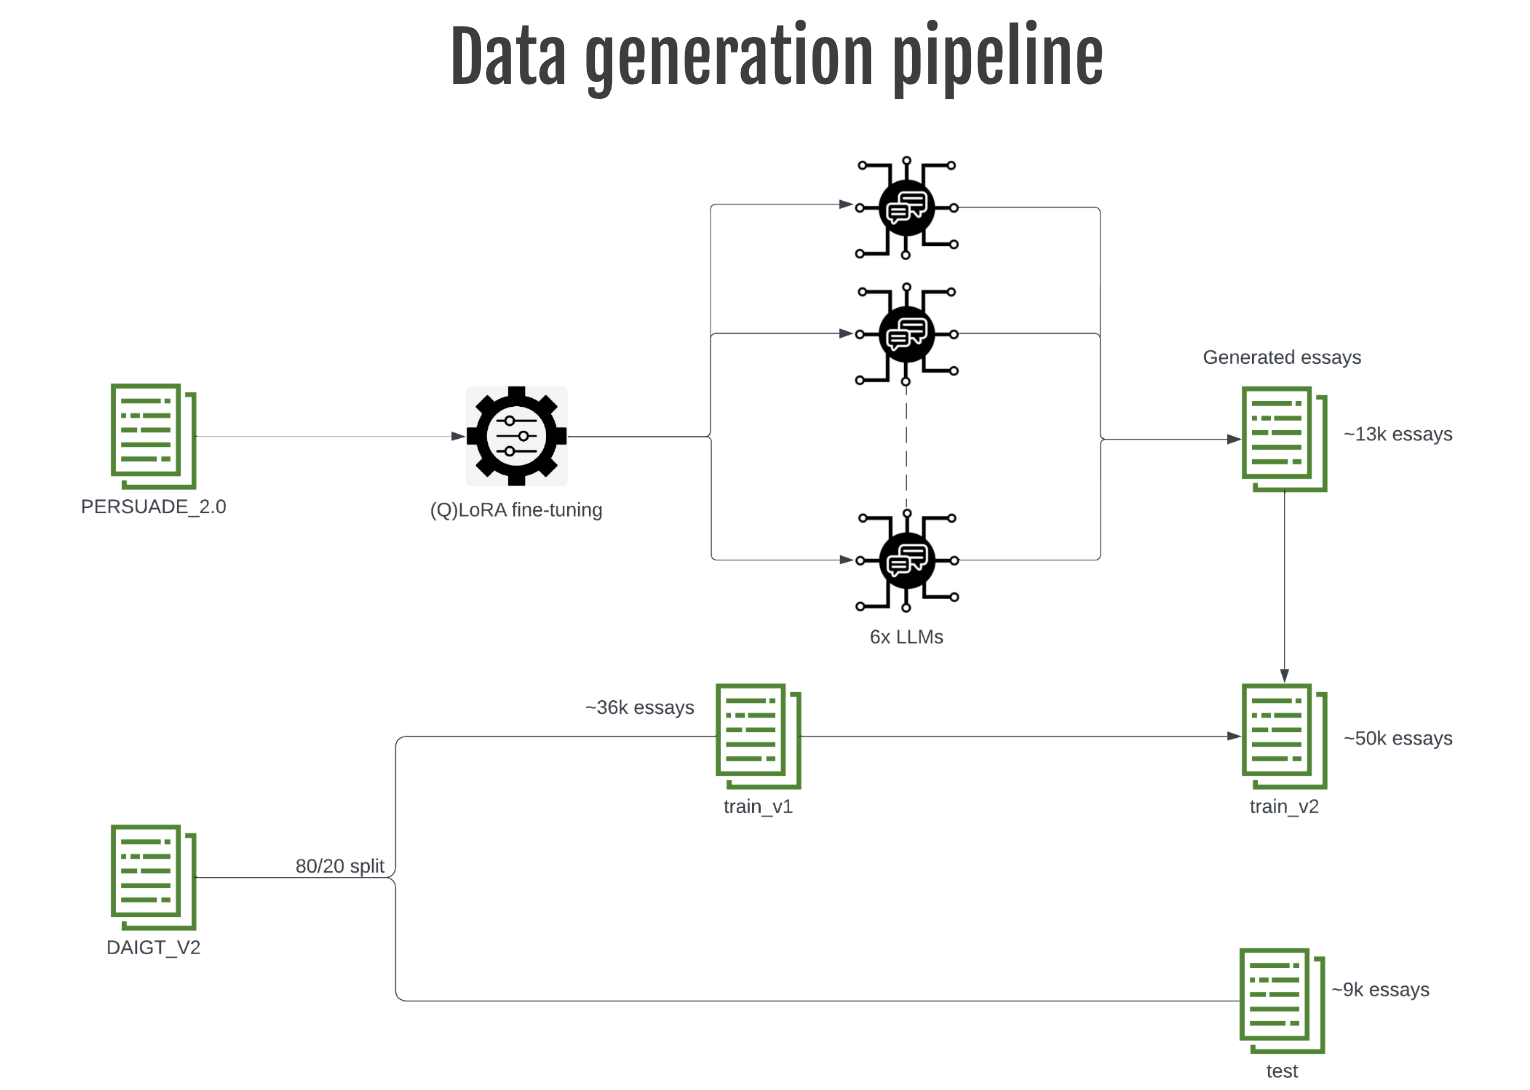 Data generation pipeline
Generated essays
~13k essays
PERSUADE_2.0
(Q)LoRA fine-tuning
6x LLMs
~36k essays
~50k essays
train_v1
train_v2
80/20 split
DAIGT_V2
~9k essays
test